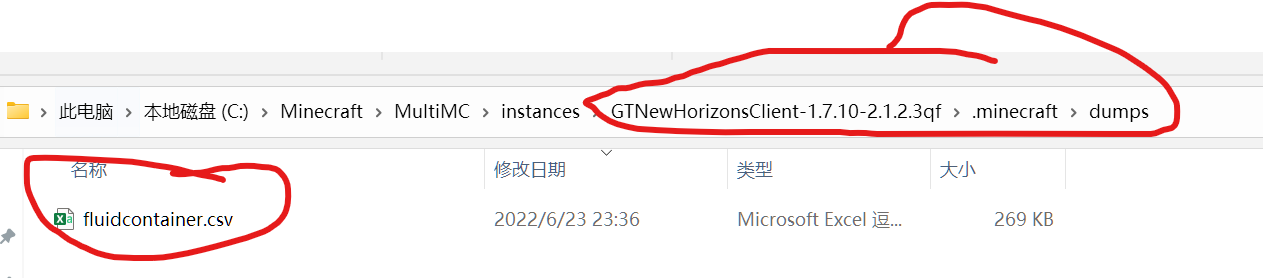 此电脑 › 本地磁盘 (C:) › Minecraft › MultiMC › instances › GTNewHorizonsClient-1.7.10-2.1.2.3qf › .minecraft › dumps
名称 修改日期 类型 大小
fluidcontainer.csv 2022/6/23 23:36 Microsoft Excel 逗... 269 KB